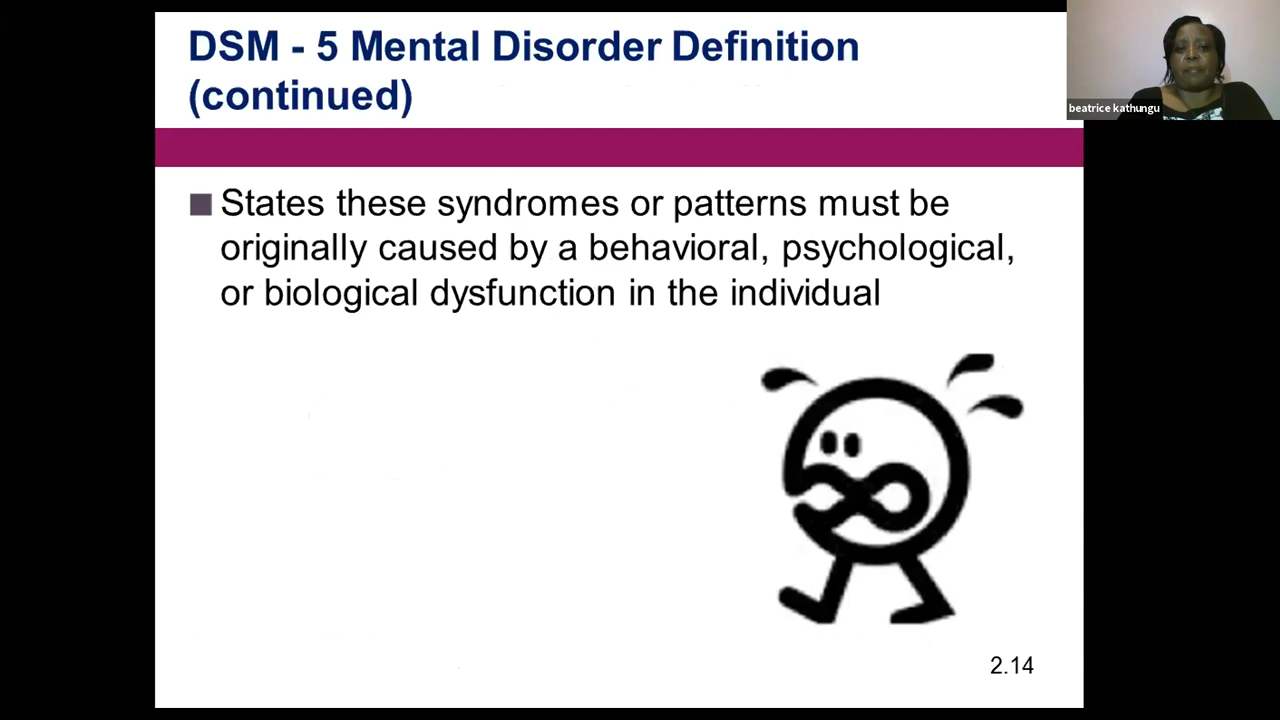 DSM - 5 Mental Disorder Definition
(continued)
beatrice kathungu
States these syndromes or patterns must be
originally caused by a behavioral, psychological,
or biological dysfunction in the individual
2.14